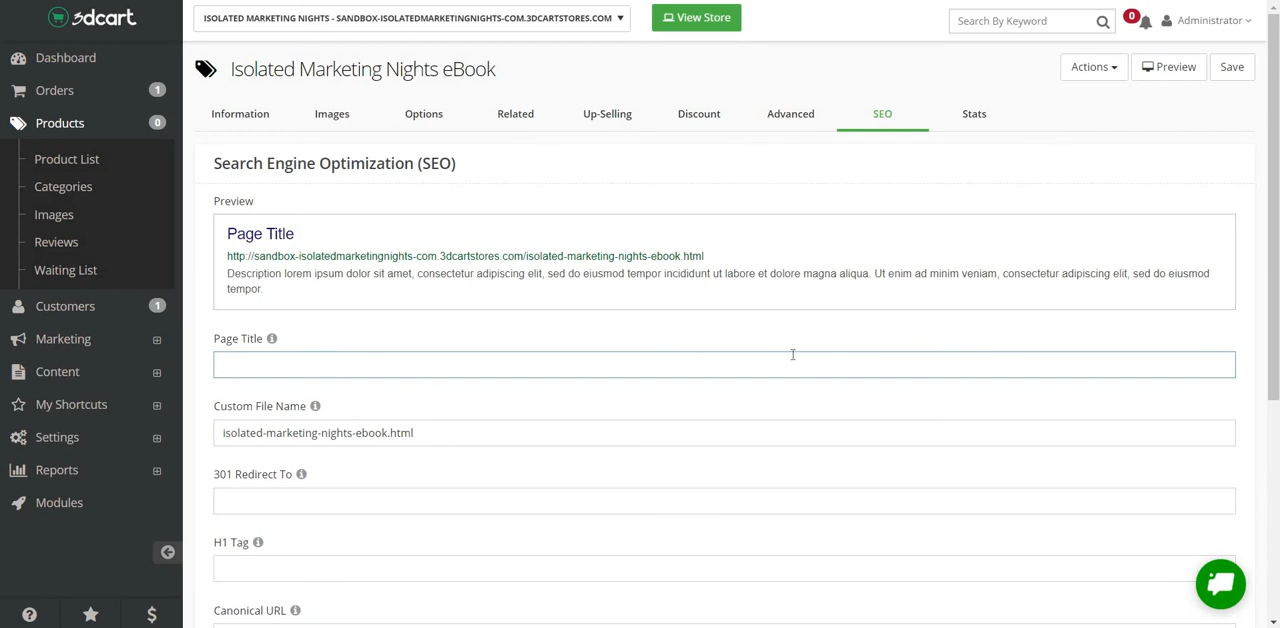 3dcart
ISOLATED MARKETING NIGHTS - SANDBOX-ISOLATEDMARKETINGNIGHTS-COM.3DCARTSTORES.COM
View Store
Search By Keyword
0
Administrator
Dashboard
Orders 1
Products 0
Product List
Categories
Images
Reviews
Waiting List
Customers 1
Marketing
Content
My Shortcuts
Settings
Reports
Modules
Isolated Marketing Nights eBook
Actions
Preview
Save
Information Images Options Related Up-Selling Discount Advanced SEO Stats
Search Engine Optimization (SEO)
Preview
Page Title
http://sandbox-isolatedmarketingnights-com.3dcartstores.com/isolated-marketing-nights-ebook.html
Description lorem ipsum dolor sit amet, consectetur adipiscing elit, sed do eiusmod tempor incididunt ut labore et dolore magna aliqua. Ut enim ad minim veniam, consectetur adipiscing elit, sed do eiusmod
tempor.
Page Title
Custom File Name
isolated-marketing-nights-ebook.html
301 Redirect To
H1 Tag
Canonical URL